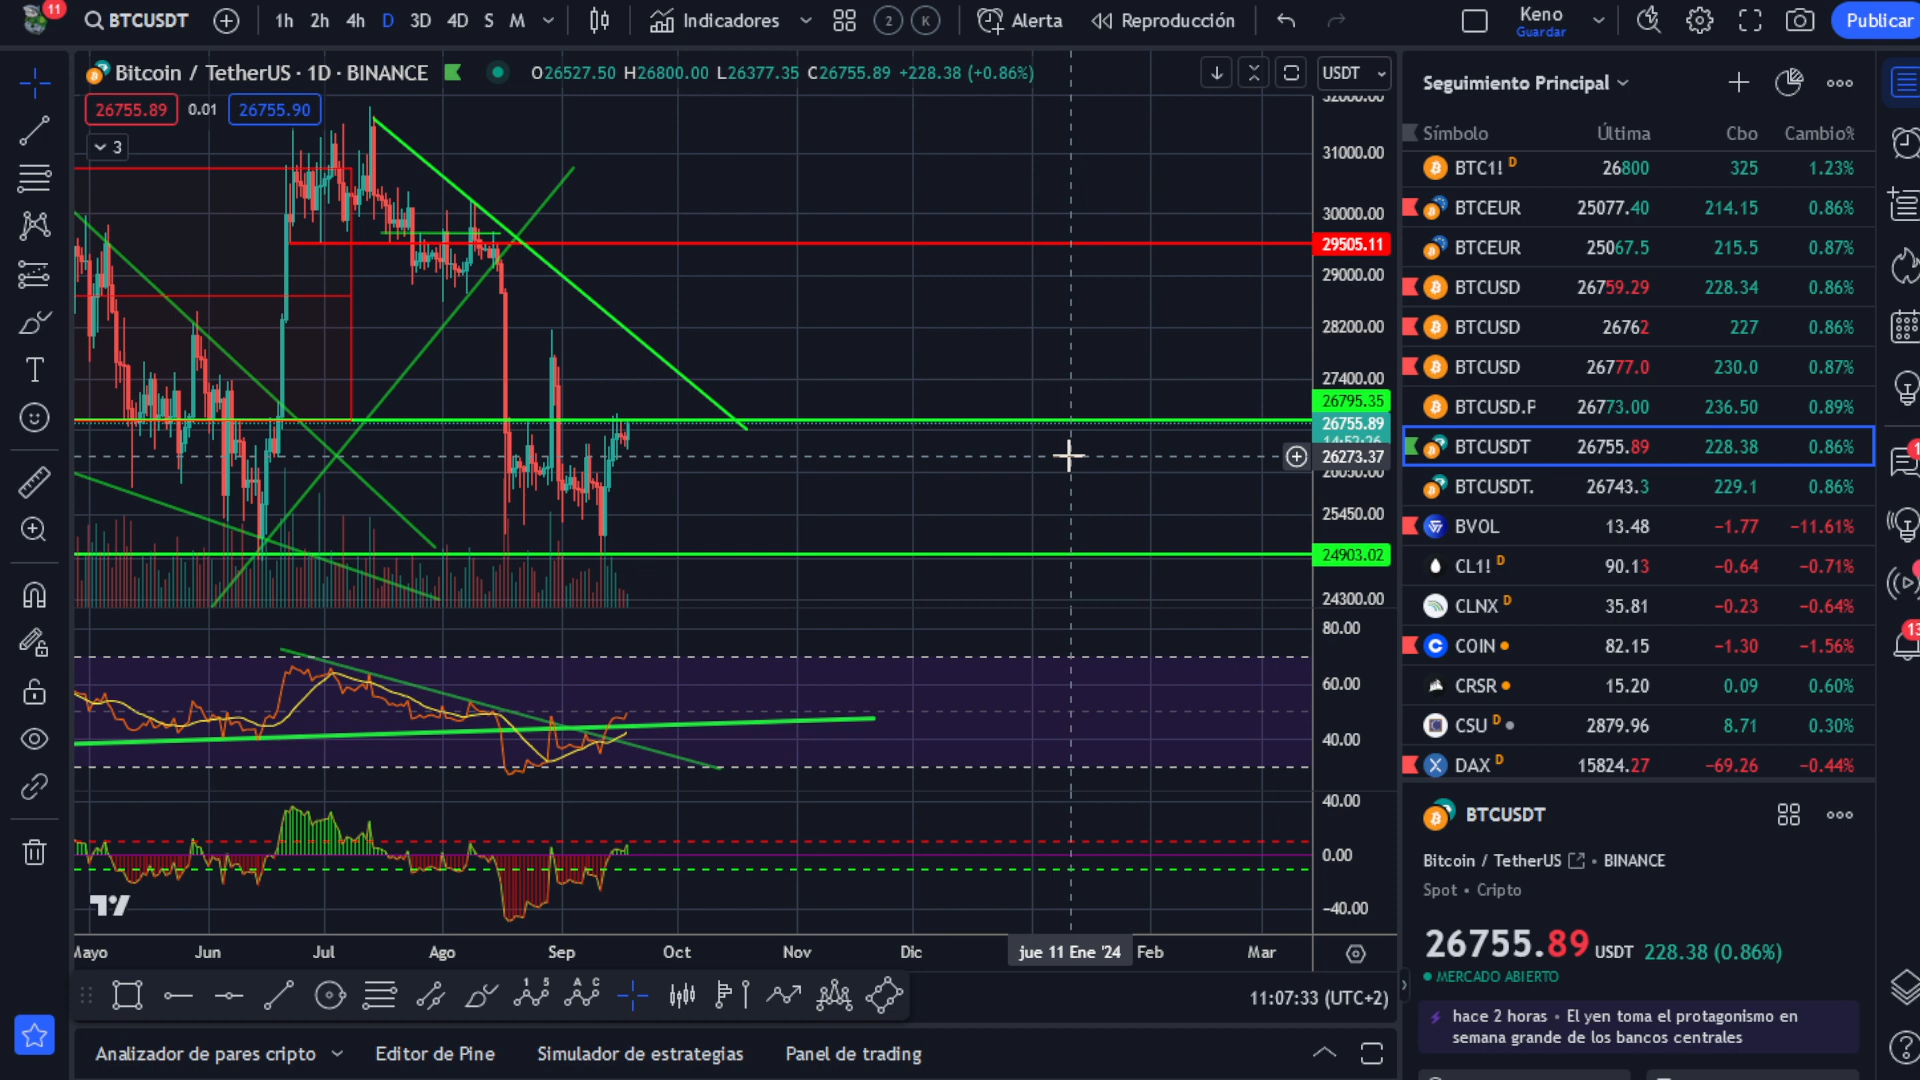 11
BTCUSDT
1h 2h 4h D 3D 4D S M
Indicadores
2 K
Alerta
Reproducción
Keno
Guardar
Publicar
Bitcoin / TetherUS · 1D · BINANCE
O26527.50 H26800.00 L26377.35 C26755.89 +228.38 (+0.86%)
USDT
26755.89 0.01 26755.90
3
32000.00
31000.00
30000.00
29505.11
29000.00
28200.00
27400.00
26795.35
26755.89
14:52:26
26273.37
26050.00
25450.00
24903.02
24300.00
80.00
60.00
40.00
40.00
0.00
−40.00
Mayo Jun Jul Ago Sep Oct Nov Dic jue 11 Ene '24 Feb Mar
11:07:33 (UTC+2)
Analizador de pares cripto
Editor de Pine
Simulador de estrategias
Panel de trading
Seguimiento Principal
Símbolo Última Cbo Cambio%
BTC1! D 26800 325 1.23%
BTCEUR 25077.40 214.15 0.86%
BTCEUR 25067.5 215.5 0.87%
BTCUSD 26759.29 228.34 0.86%
BTCUSD 26762 227 0.86%
BTCUSD 26777.0 230.0 0.87%
BTCUSD.P 26773.00 236.50 0.89%
BTCUSDT 26755.89 228.38 0.86%
BTCUSDT. 26743.3 229.1 0.86%
BVOL 13.48 −1.77 −11.61%
CL1! D 90.13 −0.64 −0.71%
CLNX D 35.81 −0.23 −0.64%
COIN 82.15 −1.30 −1.56%
CRSR 15.20 0.09 0.60%
CSU D 2879.96 8.71 0.30%
DAX D 15824.27 −69.26 −0.44%
BTCUSDT
Bitcoin / TetherUS • BINANCE
Spot • Cripto
26755.89 USDT 228.38 (0.86%)
MERCADO ABIERTO
hace 2 horas • El yen toma el protagonismo en
semana grande de los bancos centrales